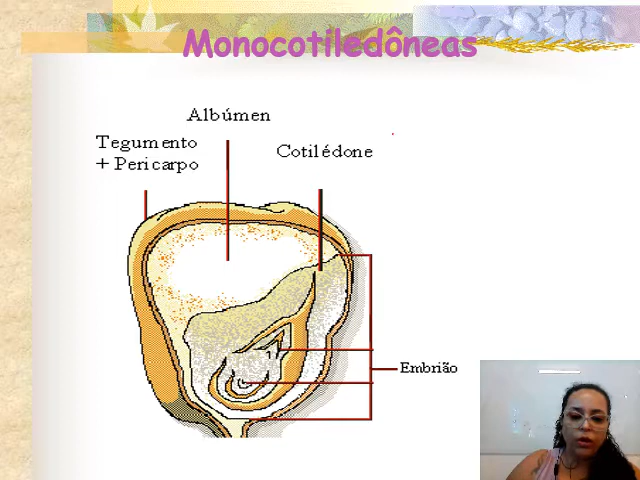 Monocotiledôneas
Albúmen
Tegumento
+ Pericarpo
Cotilédone
Embrião